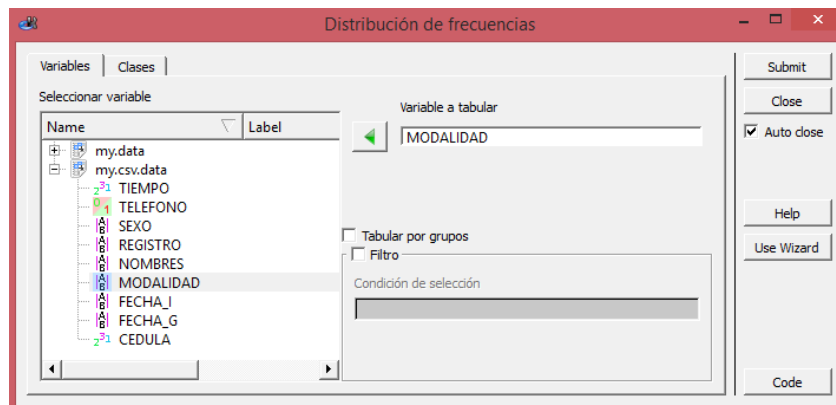 Distribución de frecuencias
Variables Clases
Seleccionar variable
Name Label
my.data
my.csv.data
TIEMPO
TELEFONO
SEXO
REGISTRO
NOMBRES
MODALIDAD
FECHA_I
FECHA_G
CEDULA
Variable a tabular
MODALIDAD
Tabular por grupos
Filtro
Condición de selección
Submit
Close
Auto close
Help
Use Wizard
Code